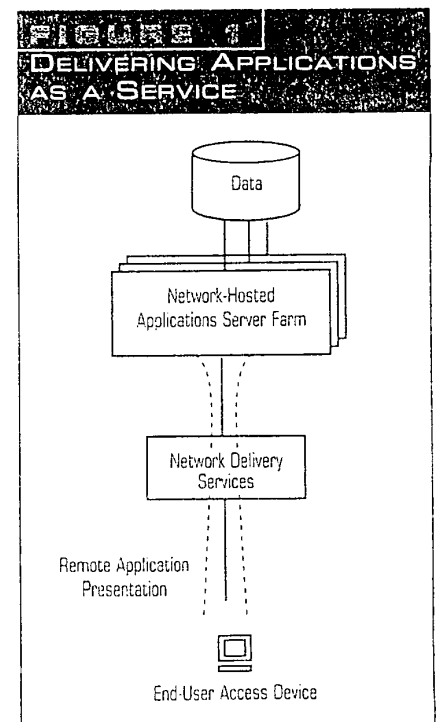 FIGURE 1
DELIVERING APPLICATIONS
AS A SERVICE
Data
Network-Hosted
Applications Server Farm
Network Delivery
Services
Remote Application
Presentation
End-User Access Device